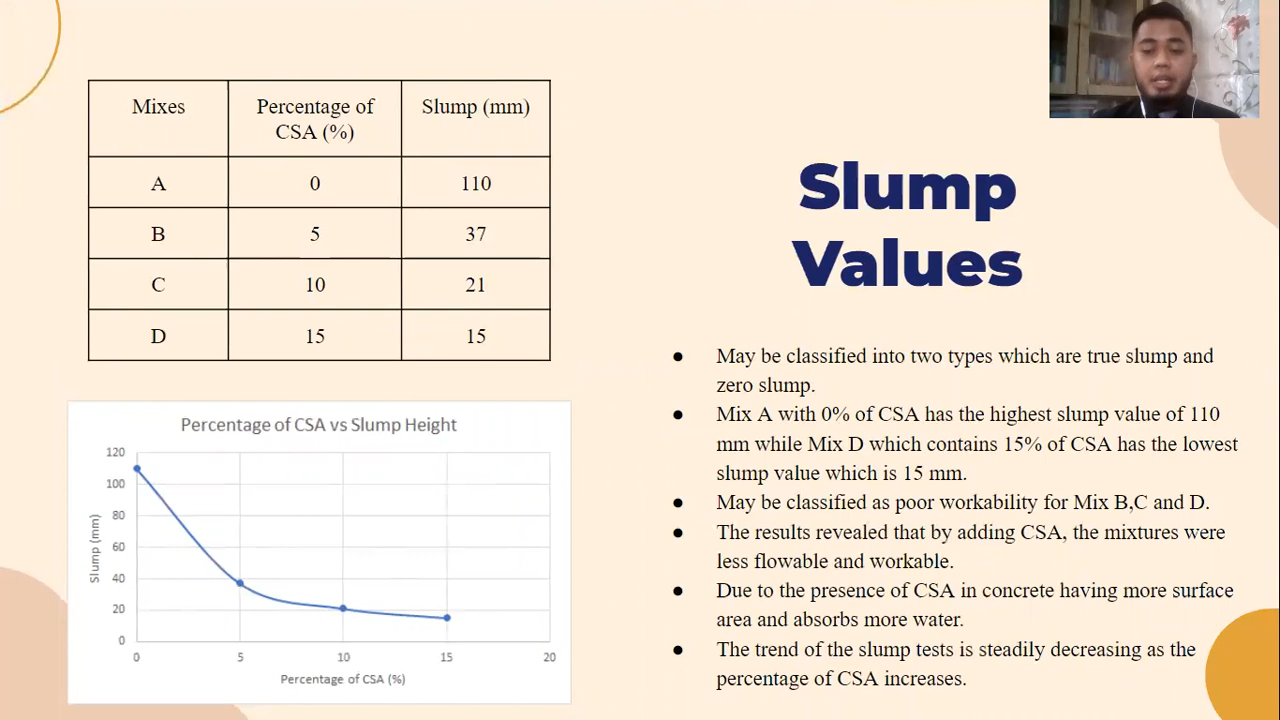 Mixes
Percentage of
CSA (%)
Slump (mm)
A
0
110
B
5
37
C
10
21
D
15
15
Percentage of CSA vs Slump Height
120
100
80
60
40
20
0
Slump (mm)
0
5
10
15
20
Percentage of CSA (%)
Slump
Values
● May be classified into two types which are true slump and
zero slump.
● Mix A with 0% of CSA has the highest slump value of 110
mm while Mix D which contains 15% of CSA has the lowest
slump value which is 15 mm.
● May be classified as poor workability for Mix B,C and D.
● The results revealed that by adding CSA, the mixtures were
less flowable and workable.
● Due to the presence of CSA in concrete having more surface
area and absorbs more water.
● The trend of the slump tests is steadily decreasing as the
percentage of CSA increases.